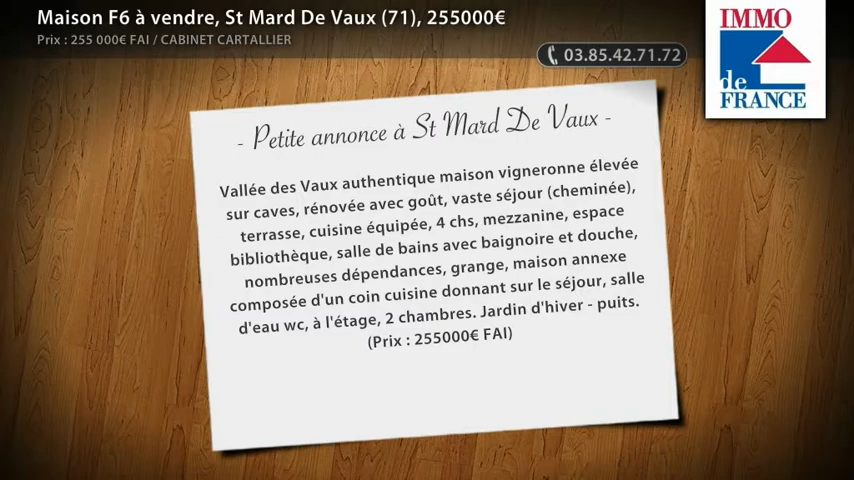 Maison F6 à vendre, St Mard De Vaux (71), 255000€
Prix : 255 000€ FAI / CABINET CARTALLIER
03.85.42.71.72
IMMO
de
FRANCE
- Petite annonce à St Mard De Vaux -
Vallée des Vaux authentique maison vigneronne élevée
sur caves, rénovée avec goût, vaste séjour (cheminée),
terrasse, cuisine équipée, 4 chs, mezzanine, espace
bibliothèque, salle de bains avec baignoire et douche,
nombreuses dépendances, grange, maison annexe
composée d'un coin cuisine donnant sur le séjour, salle
d'eau wc, à l'étage, 2 chambres. Jardin d'hiver - puits.
(Prix : 255000€ FAI)